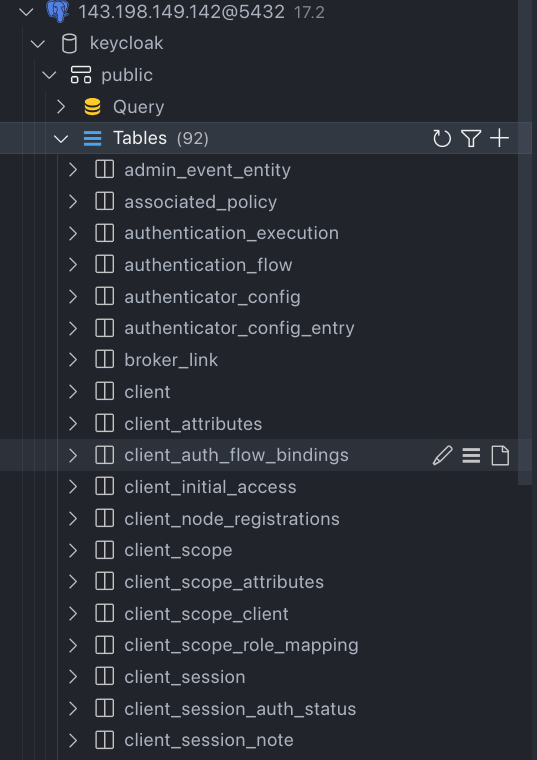 143.198.149.142@5432 17.2
keycloak
public
Query
Tables (92)
admin_event_entity
associated_policy
authentication_execution
authentication_flow
authenticator_config
authenticator_config_entry
broker_link
client
client_attributes
client_auth_flow_bindings
client_initial_access
client_node_registrations
client_scope
client_scope_attributes
client_scope_client
client_scope_role_mapping
client_session
client_session_auth_status
client_session_note